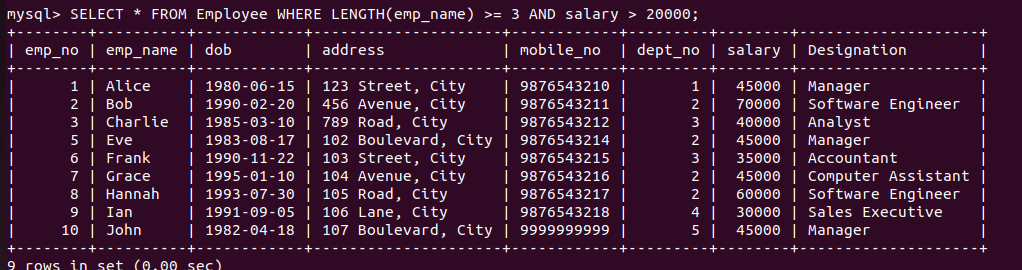 mysql> SELECT * FROM Employee WHERE LENGTH(emp_name) >= 3 AND salary > 20000;
+--------+----------+------------+---------------------+------------+---------+--------+--------------------+
| emp_no | emp_name | dob        | address             | mobile_no  | dept_no | salary | Designation        |
+--------+----------+------------+---------------------+------------+---------+--------+--------------------+
|      1 | Alice    | 1980-06-15 | 123 Street, City    | 9876543210 |       1 |  45000 | Manager            |
|      2 | Bob      | 1990-02-20 | 456 Avenue, City    | 9876543211 |       2 |  70000 | Software Engineer  |
|      3 | Charlie  | 1985-03-10 | 789 Road, City      | 9876543212 |       3 |  40000 | Analyst            |
|      5 | Eve      | 1983-08-17 | 102 Boulevard, City | 9876543214 |       2 |  45000 | Manager            |
|      6 | Frank    | 1990-11-22 | 103 Street, City    | 9876543215 |       3 |  35000 | Accountant         |
|      7 | Grace    | 1995-01-10 | 104 Avenue, City    | 9876543216 |       2 |  45000 | Computer Assistant |
|      8 | Hannah   | 1993-07-30 | 105 Road, City      | 9876543217 |       2 |  60000 | Software Engineer  |
|      9 | Ian      | 1991-09-05 | 106 Lane, City      | 9876543218 |       4 |  30000 | Sales Executive    |
|     10 | John     | 1982-04-18 | 107 Boulevard, City | 9999999999 |       5 |  45000 | Manager            |
+--------+----------+------------+---------------------+------------+---------+--------+--------------------+
9 rows in set (0.00 sec)